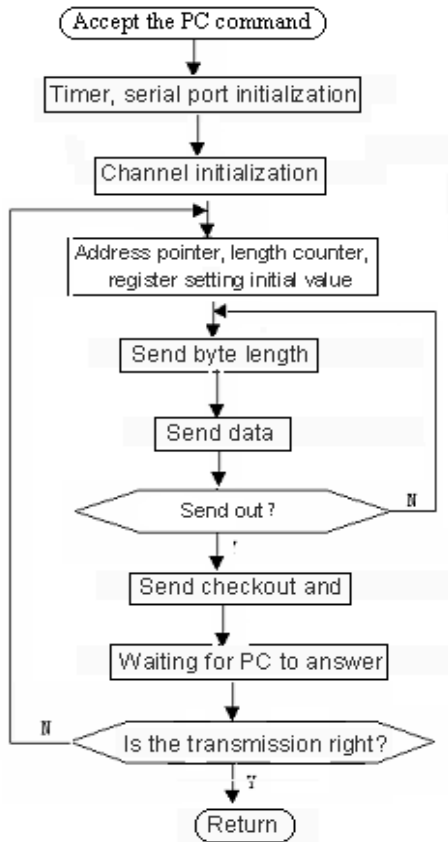 Accept the PC command
Timer, serial port initialization
Channel initialization
Address pointer, length counter,
register setting initial value
Send byte length
Send data
Send out?
N
Send checkout and
Waiting for PC to answer
N
Is the transmission right?
Y
Return